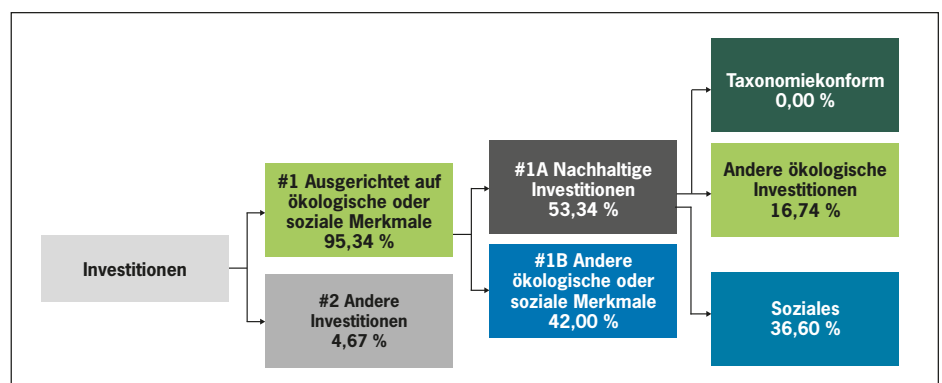 Investitionen
#1 Ausgerichtet auf
ökologische oder
soziale Merkmale
95,34 %
#2 Andere
Investitionen
4,67 %
#1A Nachhaltige
Investitionen
53,34 %
#1B Andere
ökologische oder
soziale Merkmale
42,00 %
Taxonomiekonform
0,00 %
Andere ökologische
Investitionen
16,74 %
Soziales
36,60 %